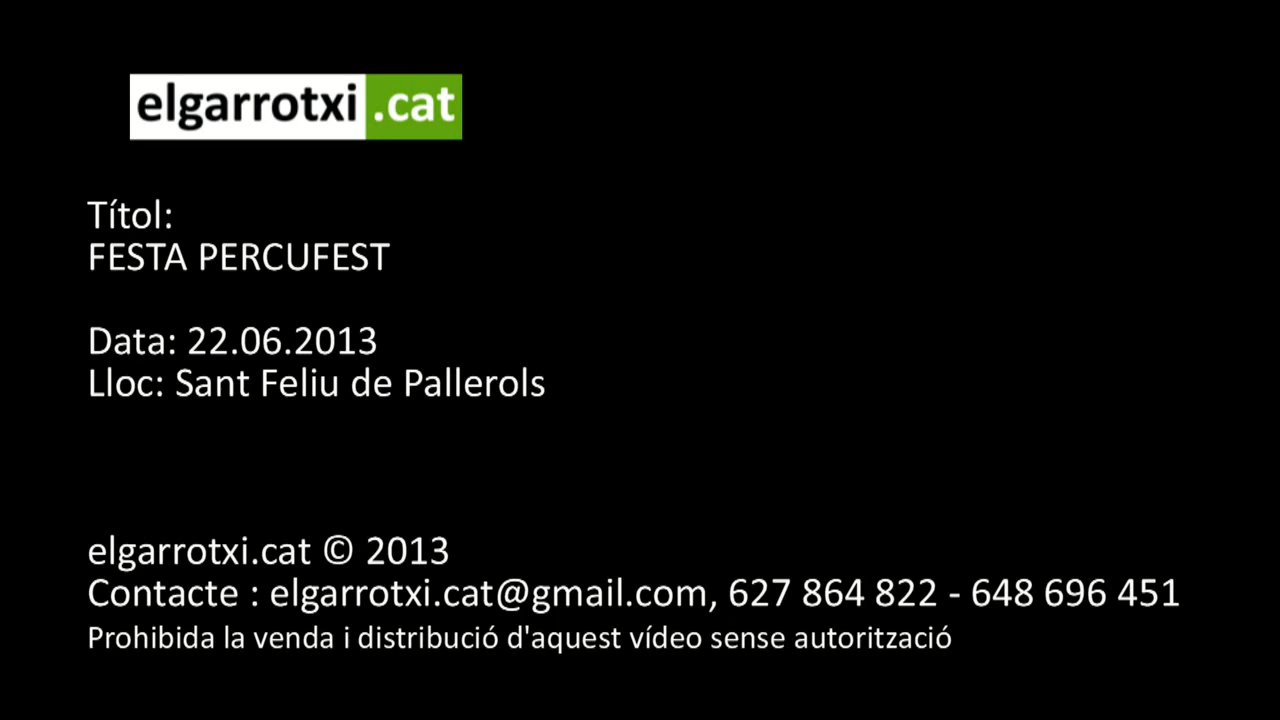 elgarrotxi .cat
Títol:
FESTA PERCUFEST
Data: 22.06.2013
Lloc: Sant Feliu de Pallerols
elgarrotxi.cat © 2013
Contacte : elgarrotxi.cat@gmail.com, 627 864 822 - 648 696 451
Prohibida la venda i distribució d'aquest vídeo sense autorització